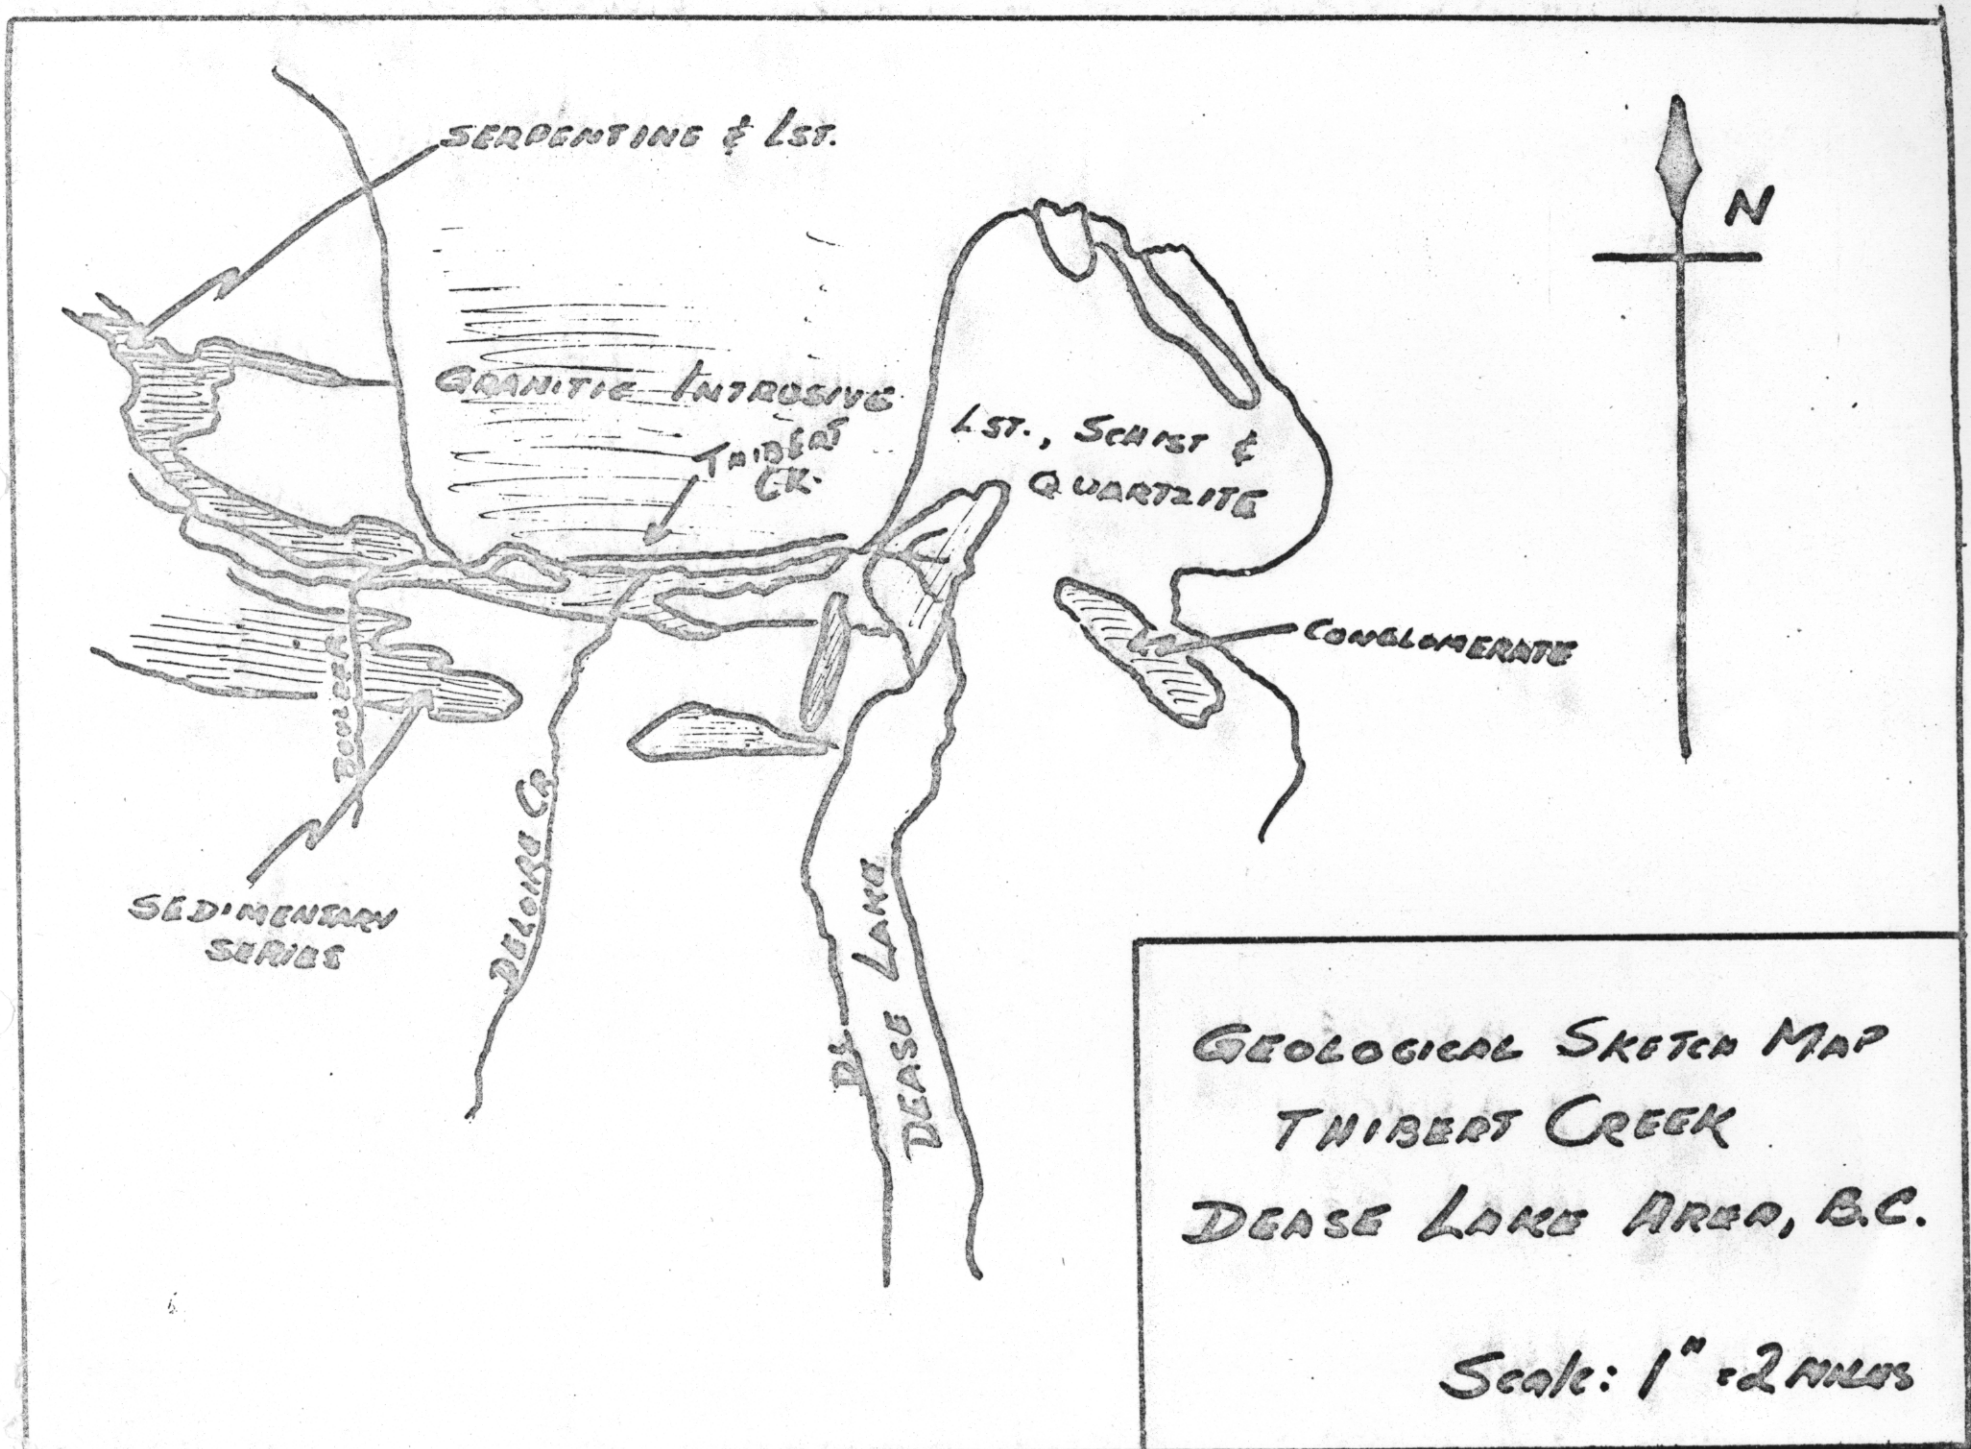 SERPENTINE & LST.
N
GRANITIC INTRUSIVE
THIBERT
CK.
LST., SCHIST &
QUARTZITE
CONGLOMERATE
SEDIMENTARY
SERIES
DELOIRE CR
DEASE LAKE
GEOLOGICAL SKETCH MAP
THIBERT CREEK
DEASE LAKE AREA, B.C.
Scale: 1" = 2 MILES